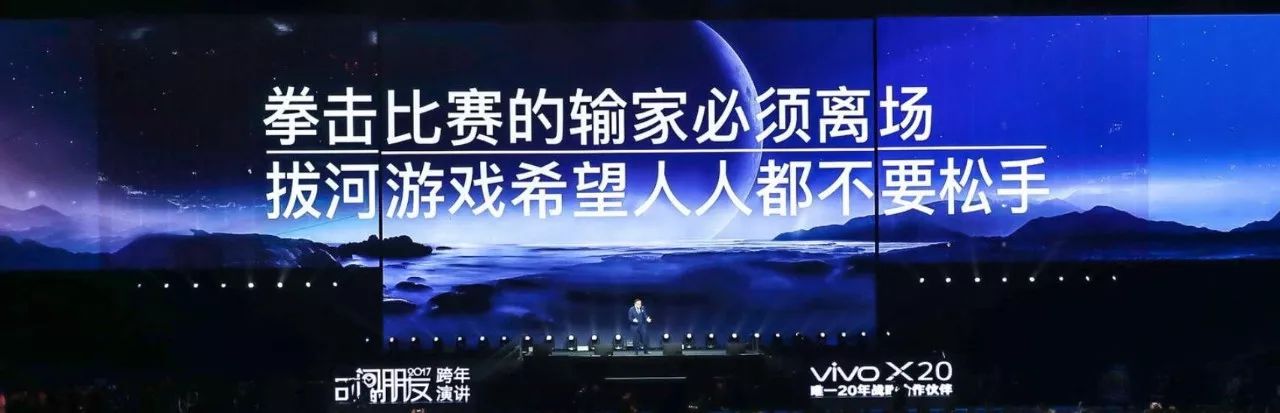 拳击比赛的输家必须离场
拔河游戏希望人人都不要松手
时间的朋友
2017
跨年
演讲
vivo X20
唯一20年战略合作伙伴